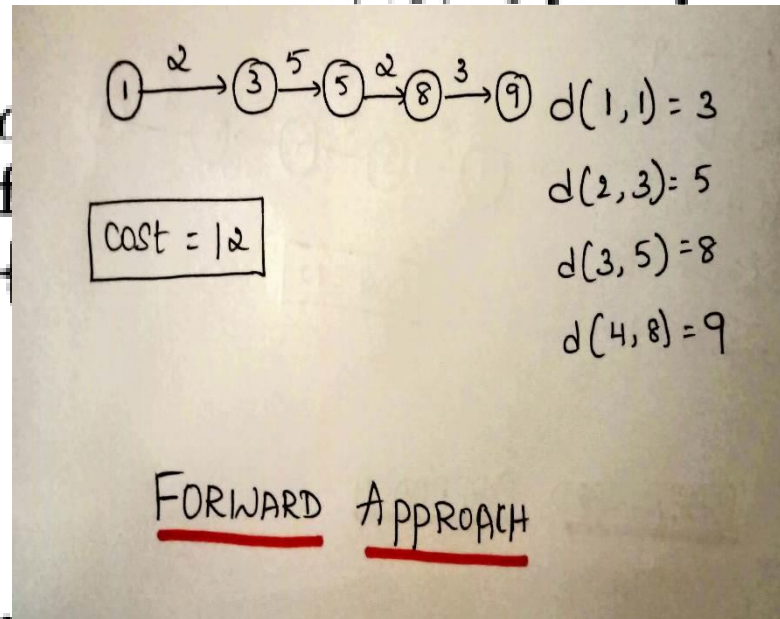 2 5 2 3
1 → 3 → 5 → 8 → 9
d(1,1) = 3
d(2,3) = 5
cost = 12
d(3,5) = 8
d(4,8) = 9
FORWARD APPROACH